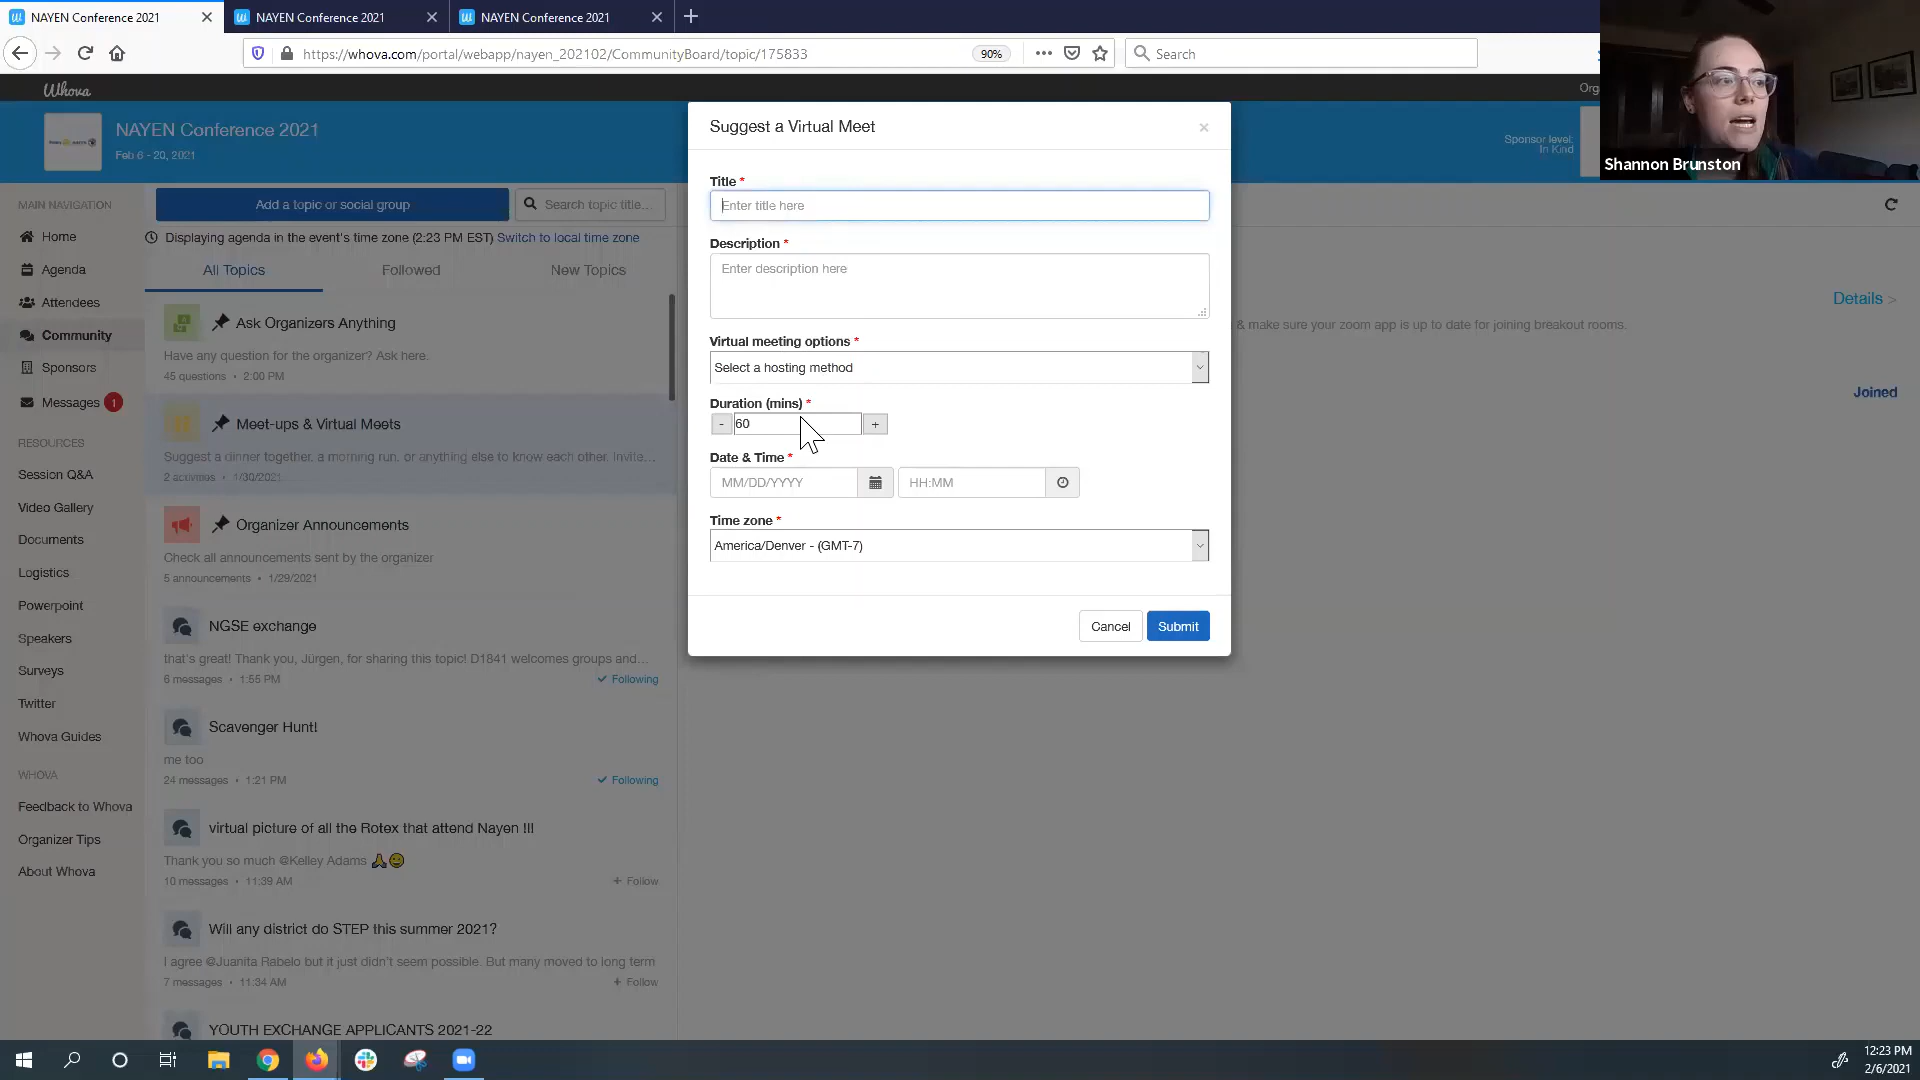 NAYEN Conference 2021
NAYEN Conference 2021
NAYEN Conference 2021
https://whova.com/portal/webapp/nayen_202102/CommunityBoard/topic/175833
90%
Search
Whova
Org
NAYEN Conference 2021
Feb 6 - 20, 2021
Sponsor level:
In Kind
Shannon Brunston
MAIN NAVIGATION
Home
Agenda
Attendees
Community
Sponsors
Messages 1
RESOURCES
Session Q&A
Video Gallery
Documents
Logistics
Powerpoint
Speakers
Surveys
Twitter
Whova Guides
WHOVA
Feedback to Whova
Organizer Tips
About Whova
Add a topic or social group
Search topic title...
Displaying agenda in the event's time zone (2:23 PM EST) Switch to local time zone
All Topics
Followed
New Topics
Ask Organizers Anything
Have any question for the organizer? Ask here.
45 questions • 2:00 PM
Meet-ups & Virtual Meets
Suggest a dinner together, a morning run, or anything else to know each other. Invite...
2 activities • 1/30/2021
Organizer Announcements
Check all announcements sent by the organizer
5 announcements • 1/29/2021
NGSE exchange
that's great! Thank you, Jürgen, for sharing this topic! D1841 welcomes groups and...
6 messages • 1:55 PM
Following
Scavenger Hunt!
me too
24 messages • 1:21 PM
Following
virtual picture of all the Rotex that attend Nayen !!!
Thank you so much @Kelley Adams 🙏😀
10 messages • 11:39 AM
+ Follow
Will any district do STEP this summer 2021?
I agree @Juanita Rabelo but it just didn't seem possible. But many moved to long term
7 messages • 11:34 AM
+ Follow
YOUTH EXCHANGE APPLICANTS 2021-22
Suggest a Virtual Meet
×
Title *
Enter title here
Description *
Enter description here
Virtual meeting options *
Select a hosting method
Duration (mins) *
- 60 +
Date & Time *
MM/DD/YYYY
HH:MM
Time zone *
America/Denver - (GMT-7)
Cancel
Submit
Details >
& make sure your zoom app is up to date for joining breakout rooms.
Joined
12:23 PM
2/6/2021